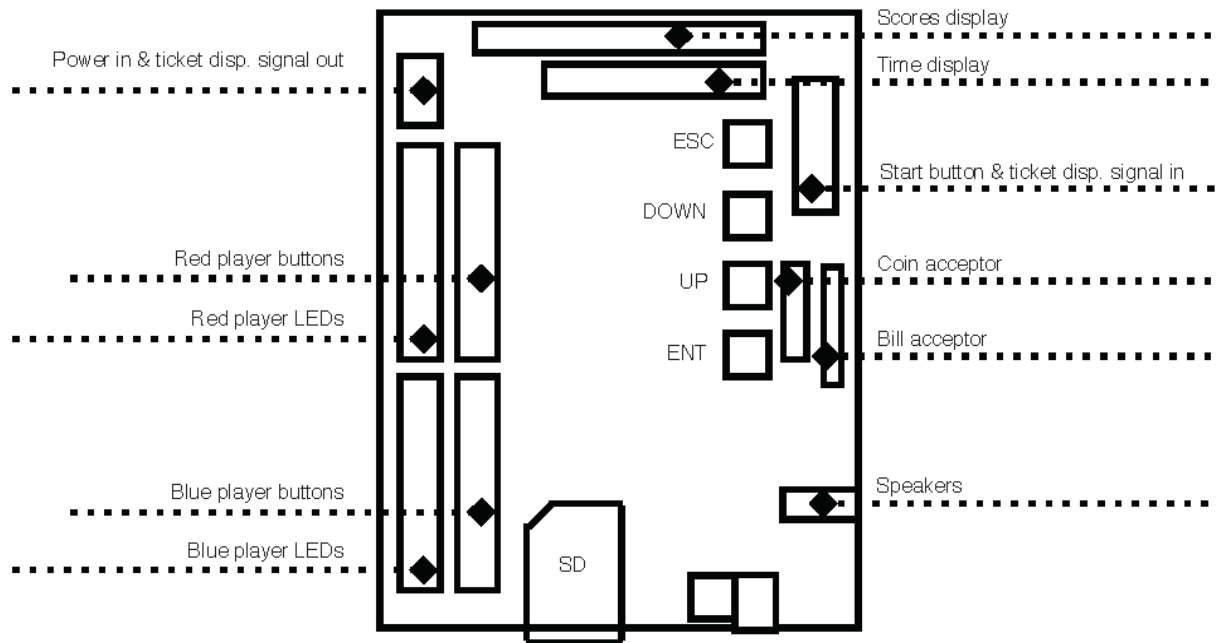 Scores display
Power in & ticket disp. signal out
Time display
ESC
Start button & ticket disp. signal in
DOWN
Red player buttons
Coin acceptor
UP
Red player LEDs
Bill acceptor
ENT
Blue player buttons
Speakers
Blue player LEDs
SD